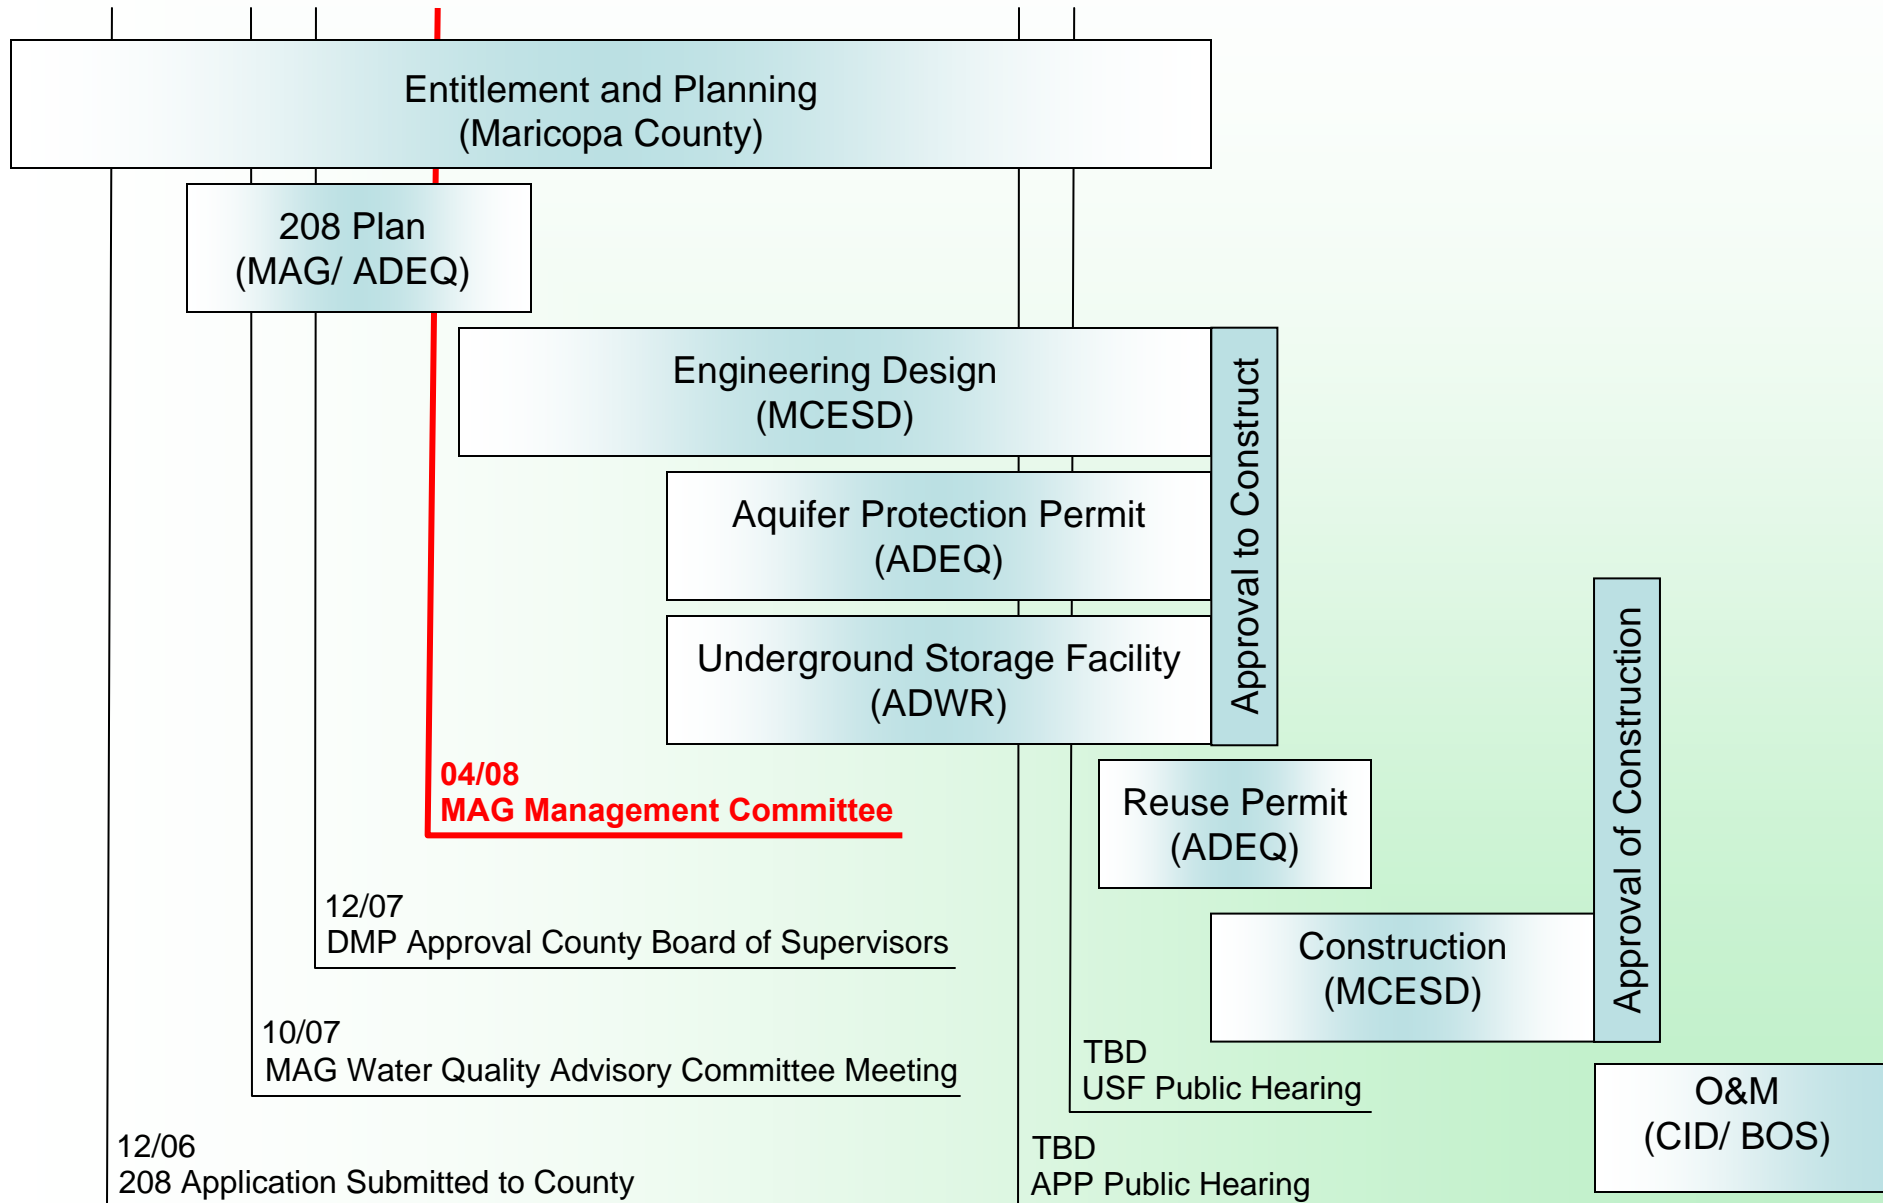 Entitlement and Planning
(Maricopa County)
208 Plan
(MAG/ ADEQ)
Engineering Design
(MCESD)
Approval to Construct
Aquifer Protection Permit
(ADEQ)
Underground Storage Facility
(ADWR)
Approval of Construction
04/08
MAG Management Committee
Reuse Permit
(ADEQ)
12/07
DMP Approval County Board of Supervisors
Construction
(MCESD)
10/07
MAG Water Quality Advisory Committee Meeting
TBD
USF Public Hearing
O&M
(CID/ BOS)
12/06
208 Application Submitted to County
TBD
APP Public Hearing